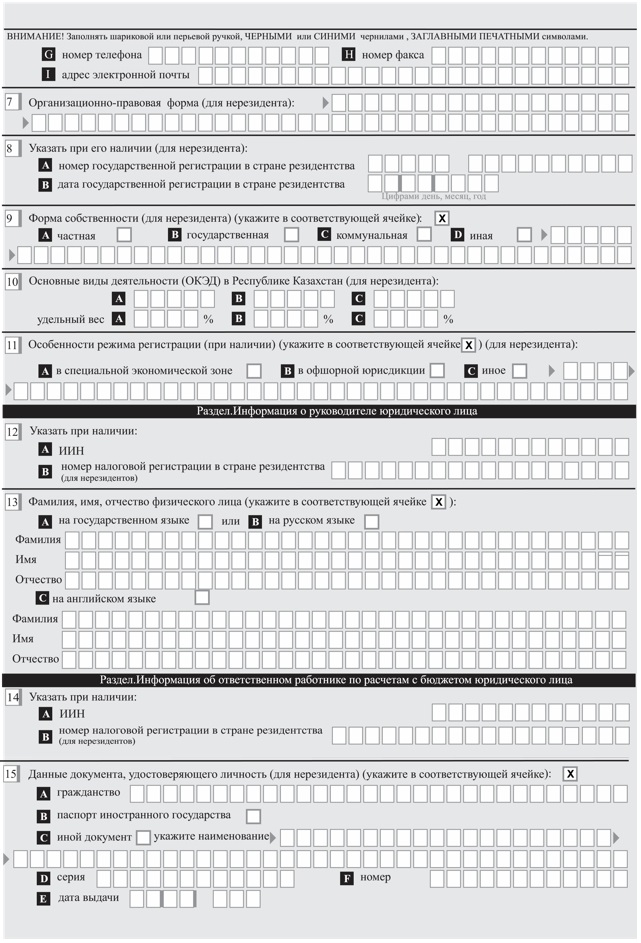 ВНИМАНИЕ! Заполнять шариковой или перьевой ручкой, ЧЕРНЫМИ или СИНИМИ чернилами , ЗАГЛАВНЫМИ ПЕЧАТНЫМИ символами.
G номер телефона H номер факса
I адрес электронной почты
7 Организационно-правовая форма (для нерезидента):
8 Указать при его наличии (для нерезидента):
A номер государственной регистрации в стране резидентства
B дата государственной регистрации в стране резидентства
Цифрами день, месяц, год
9 Форма собственности (для нерезидента) (укажите в соответствующей ячейке): X
A частная B государственная C коммунальная D иная
10 Основные виды деятельности (ОКЭД) в Республике Казахстан (для нерезидента):
A B C
удельный вес A % B % C %
11 Особенности режима регистрации (при наличии) (укажите в соответствующей ячейке X ) (для нерезидента):
A в специальной экономической зоне B в офшорной юрисдикции C иное
Раздел.Информация о руководителе юридического лица
12 Указать при наличии:
A ИИН
B номер налоговой регистрации в стране резидентства
(для нерезидентов)
13 Фамилия, имя, отчество физического лица (укажите в соответствующей ячейке X ):
A на государственном языке или B на русском языке
Фамилия
Имя
Отчество
C на английском языке
Фамилия
Имя
Отчество
Раздел.Информация об ответственном работнике по расчетам с бюджетом юридического лица
14 Указать при наличии:
A ИИН
B номер налоговой регистрации в стране резидентства
(для нерезидентов)
15 Данные документа, удостоверяющего личность (для нерезидента) (укажите в соответствующей ячейке): X
A гражданство
B паспорт иностранного государства
C иной документ укажите наименование
D серия F номер
E дата выдачи